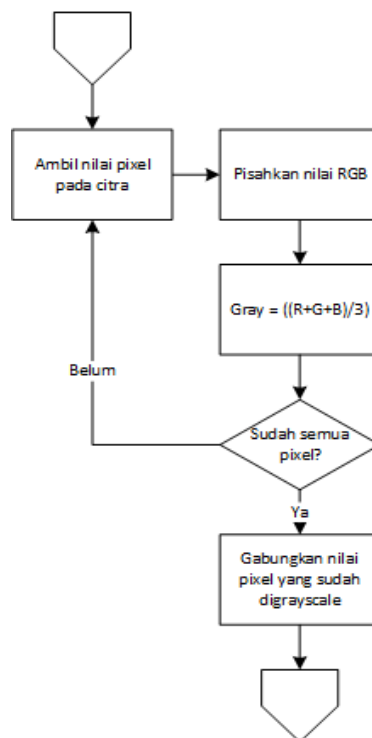 Ambil nilai pixel
pada citra
Pisahkan nilai RGB
Gray = ((R+G+B)/3)
Belum
Sudah semua
pixel?
Ya
Gabungkan nilai
pixel yang sudah
digrayscale